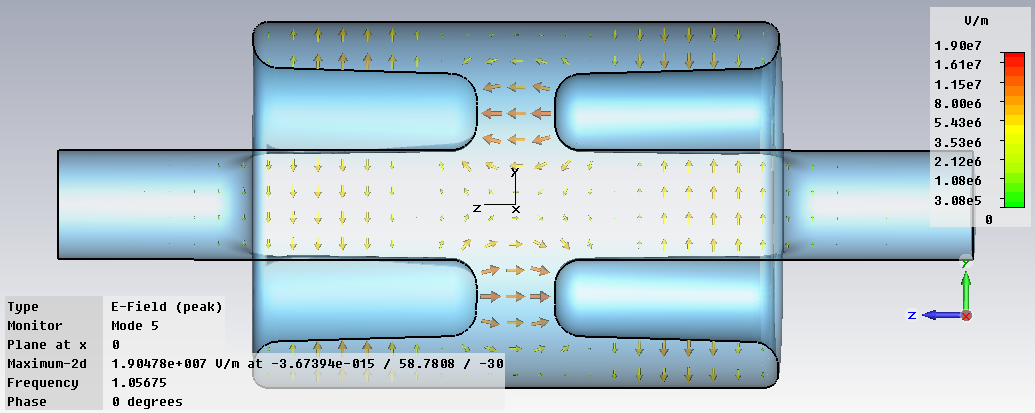 V/m
1.90e7
1.61e7
1.15e7
8.00e6
5.43e6
3.53e6
2.12e6
1.08e6
3.08e5
0
Y
Z
X
Y
Z
Type E-Field (peak)
Monitor Mode 5
Plane at x 0
Maximum-2d 1.90478e+007 V/m at -3.67394e-015 / 58.7808 / -30
Frequency 1.05675
Phase 0 degrees